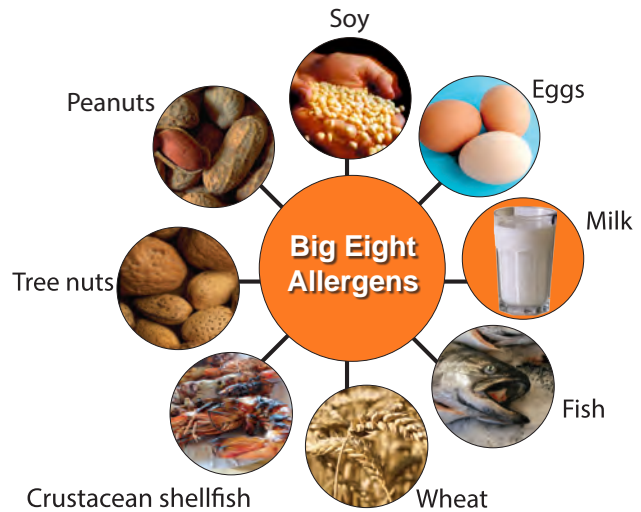 Soy
Peanuts
Eggs
Milk
Big Eight
Allergens
Tree nuts
Fish
Crustacean shellfish
Wheat